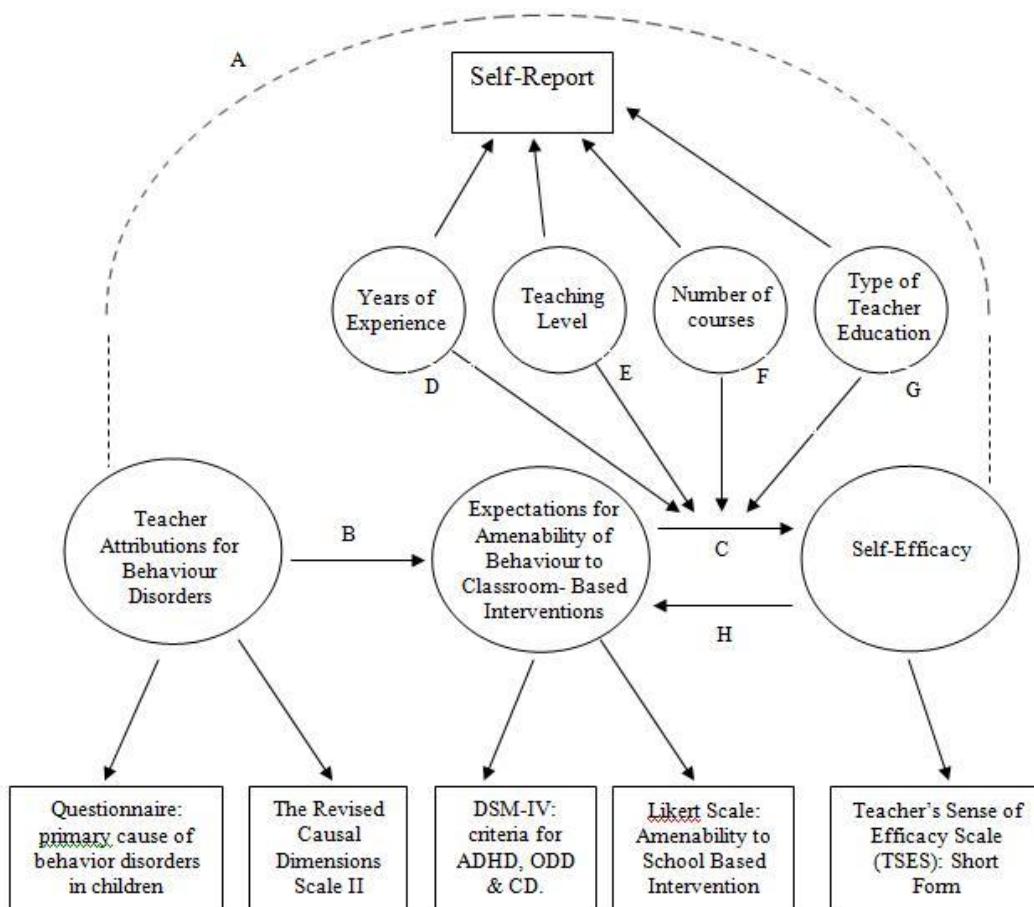 A
Self-Report
Years of
Experience
Teaching
Level
Number of
courses
Type of
Teacher
Education
D
E
F
G
Teacher
Attributions for
Behaviour
Disorders
B
Expectations for
Amenability of
Behaviour to
Classroom- Based
Interventions
C
Self-Efficacy
H
Questionnaire:
primary cause of
behavior disorders
in children
The Revised
Causal
Dimensions
Scale II
DSM-IV:
criteria for
ADHD, ODD
& CD.
Likert Scale:
Amenability to
School Based
Intervention
Teacher's Sense of
Efficacy Scale
(TSES): Short
Form